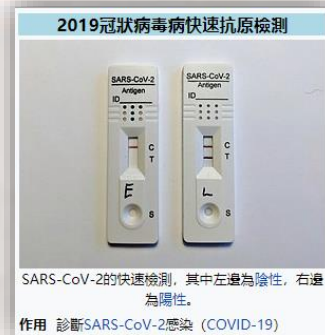 2019冠狀病毒病快速抗原檢測
SARS-CoV-2
Antigen
ID
C
T
E
S
SARS-CoV-2
Antigen
ID
C
T
L
S
SARS-CoV-2的快速檢測，其中左邊為陰性，右邊
為陽性。
作用 診斷SARS-CoV-2感染（COVID-19）